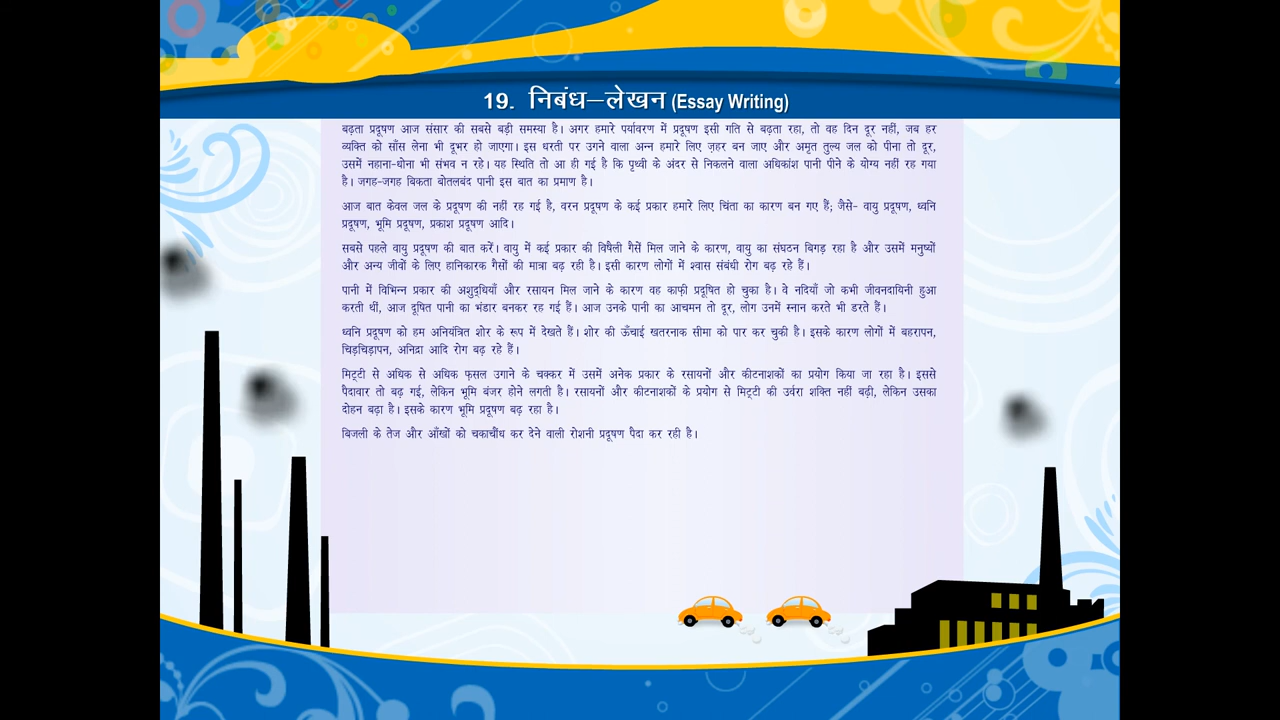 19. निबंध–लेखन (Essay Writing)
बढ़ता प्रदूषण आज संसार की सबसे बड़ी समस्या है। अगर हमारे पर्यावरण में प्रदूषण इसी गति से बढ़ता रहा, तो वह दिन दूर नहीं, जब हर
व्यक्ति को साँस लेना भी दूभर हो जाएगा। इस धरती पर उगने वाला अन्न हमारे लिए ज़हर बन जाए और अमृत तुल्य जल को पीना तो दूर,
उसमें नहाना-धोना भी संभव न रहे। यह स्थिति तो आ ही गई है कि पृथ्वी के अंदर से निकलने वाला अधिकांश पानी पीने के योग्य नहीं रह गया
है। जगह-जगह बिकता बोतलबंद पानी इस बात का प्रमाण है।
आज बात केवल जल के प्रदूषण की नहीं रह गई है, वरन प्रदूषण के कई प्रकार हमारे लिए चिंता का कारण बन गए हैं; जैसे- वायु प्रदूषण, ध्वनि
प्रदूषण, भूमि प्रदूषण, प्रकाश प्रदूषण आदि।
सबसे पहले वायु प्रदूषण की बात करें। वायु में कई प्रकार की विषैली गैसें मिल जाने के कारण, वायु का संघठन बिगड़ रहा है और उसमें मनुष्यों
और अन्य जीवों के लिए हानिकारक गैसों की मात्रा बढ़ रही है। इसी कारण लोगों में श्वास संबंधी रोग बढ़ रहे हैं।
पानी में विभिन्न प्रकार की अशुद्धियाँ और रसायन मिल जाने के कारण वह काफ़ी प्रदूषित हो चुका है। वे नदियाँ जो कभी जीवनदायिनी हुआ
करती थीं, आज दूषित पानी का भंडार बनकर रह गई हैं। आज उनके पानी का आचमन तो दूर, लोग उनमें स्नान करते भी डरते हैं।
ध्वनि प्रदूषण को हम अनियंत्रित शोर के रूप में देखते हैं। शोर की ऊँचाई खतरनाक सीमा को पार कर चुकी है। इसके कारण लोगों में बहरापन,
चिड़चिड़ापन, अनिद्रा आदि रोग बढ़ रहे हैं।
मिट्टी से अधिक से अधिक फ़सल उगाने के चक्कर में उसमें अनेक प्रकार के रसायनों और कीटनाशकों का प्रयोग किया जा रहा है। इससे
पैदावार तो बढ़ गई, लेकिन भूमि बंजर होने लगती है। रसायनों और कीटनाशकों के प्रयोग से मिट्टी की उर्वरा शक्ति नहीं बढ़ी, लेकिन उसका
दोहन बढ़ा है। इसके कारण भूमि प्रदूषण बढ़ रहा है।
बिजली के तेज और आँखों को चकाचौंध कर देने वाली रोशनी प्रदूषण पैदा कर रही है।